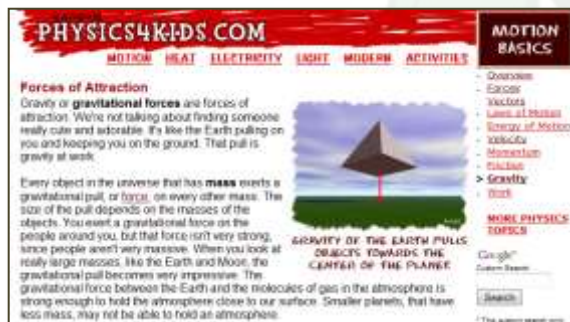 PHYSICS4KIDS.COM
MOTION HEAT ELECTRICITY LIGHT MODERN ACTIVITIES
Forces of Attraction
Gravity or gravitational forces are forces of
attraction. We're not talking about finding someone
really cute and adorable. It's like the Earth pulling on
you and keeping you on the ground. That pull is
gravity at work.
Every object in the universe that has mass exerts a
gravitational pull, or force, on every other mass. The
size of the pull depends on the masses of the
objects. You exert a gravitational force on the
people around you, but that force isn't very strong,
since people aren't very massive. When you look at
really large masses, like the Earth and Moon, the
gravitational pull becomes very impressive. The
gravitational force between the Earth and the molecules of gas in the atmosphere is
strong enough to hold the atmosphere close to our surface. Smaller planets, that have
less mass, may not be able to hold an atmosphere.
GRAVITY OF THE EARTH PULLS
OBJECTS TOWARDS THE
CENTER OF THE PLANET
MOTION
BASICS
- Overview
- Forces
- Vectors
- Laws of Motion
- Energy of Motion
- Velocity
- Momentum
- Friction
> Gravity
- Work
MORE PHYSICS
TOPICS
Google
Custom Search
Search